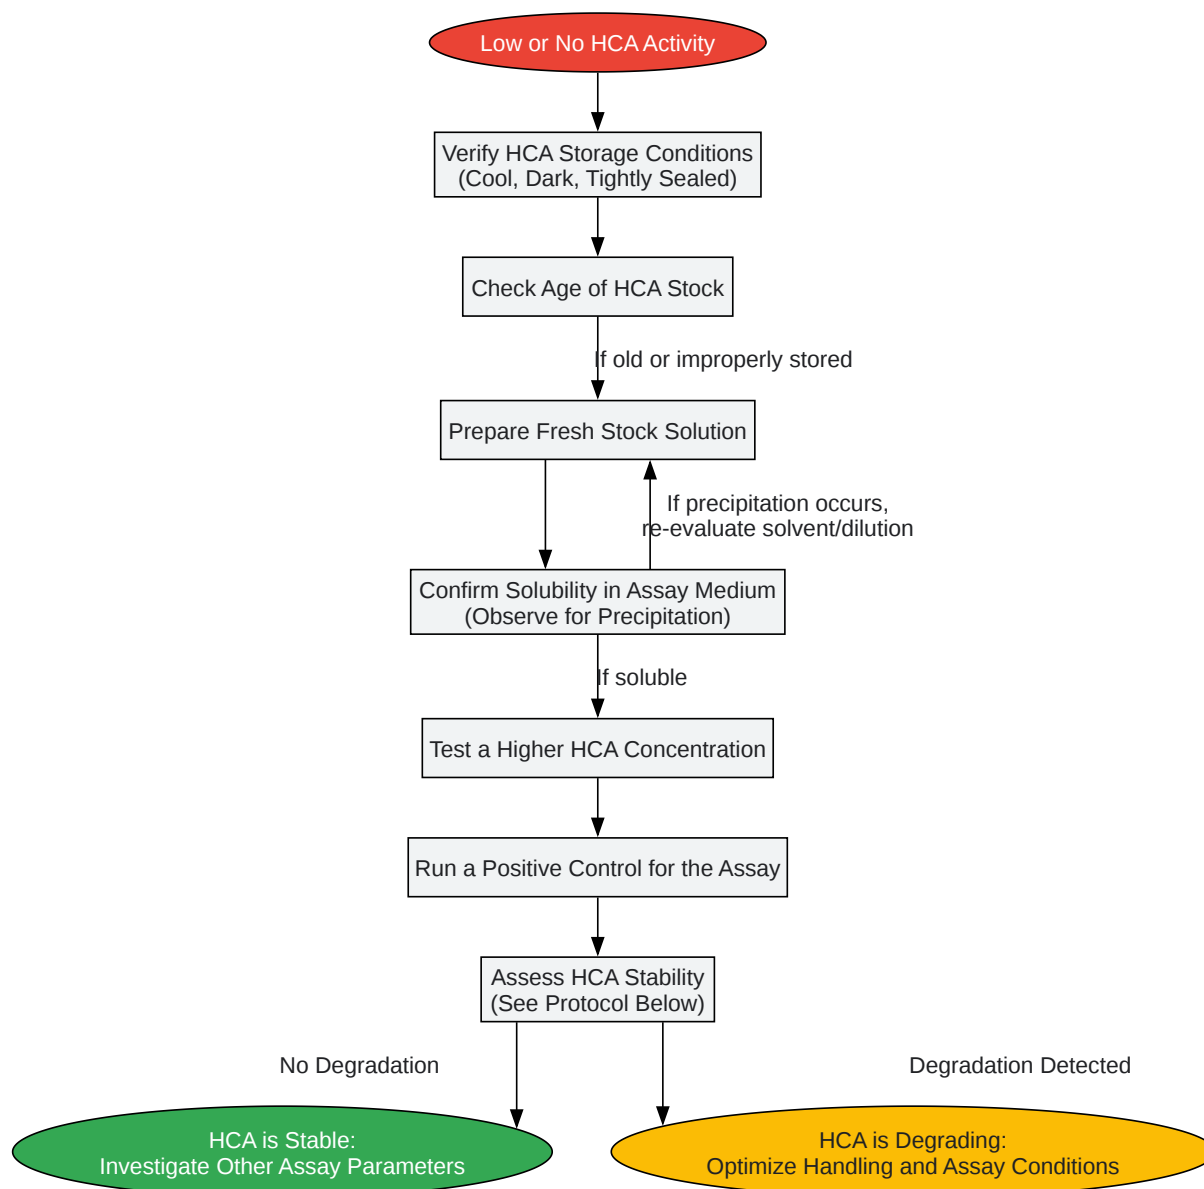 Low or No HCA Activity
Verify HCA Storage Conditions
(Cool, Dark, Tightly Sealed)
Check Age of HCA Stock
If old or improperly stored
Prepare Fresh Stock Solution
If precipitation occurs,
re-evaluate solvent/dilution
Confirm Solubility in Assay Medium
(Observe for Precipitation)
If soluble
Test a Higher HCA Concentration
Run a Positive Control for the Assay
Assess HCA Stability
(See Protocol Below)
No Degradation
Degradation Detected
HCA is Stable:
Investigate Other Assay Parameters
HCA is Degrading:
Optimize Handling and Assay Conditions